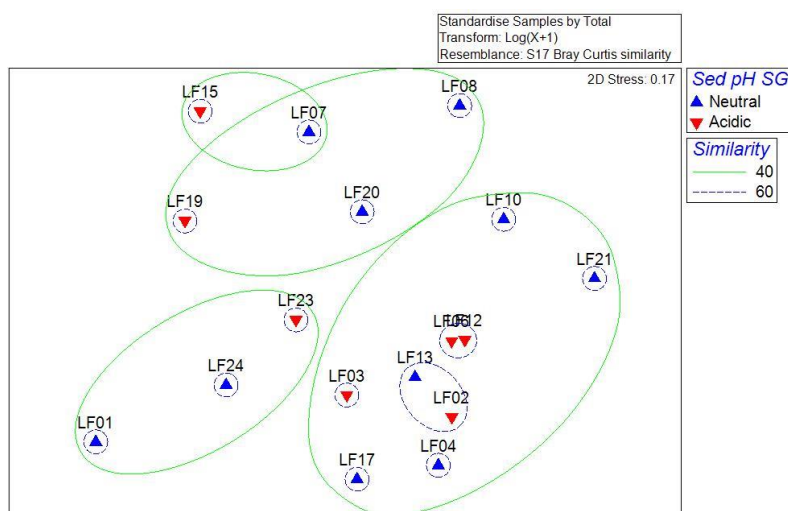 Standardise Samples by Total
Transform: Log(X+1)
Resemblance: S17 Bray Curtis similarity
2D Stress: 0.17
Sed pH SG
Neutral
Acidic
Similarity
40
60
LF15
LF07
LF08
LF19
LF20
LF10
LF21
LF23
LF12
LF24
LF13
LF03
LF02
LF01
LF04
LF17